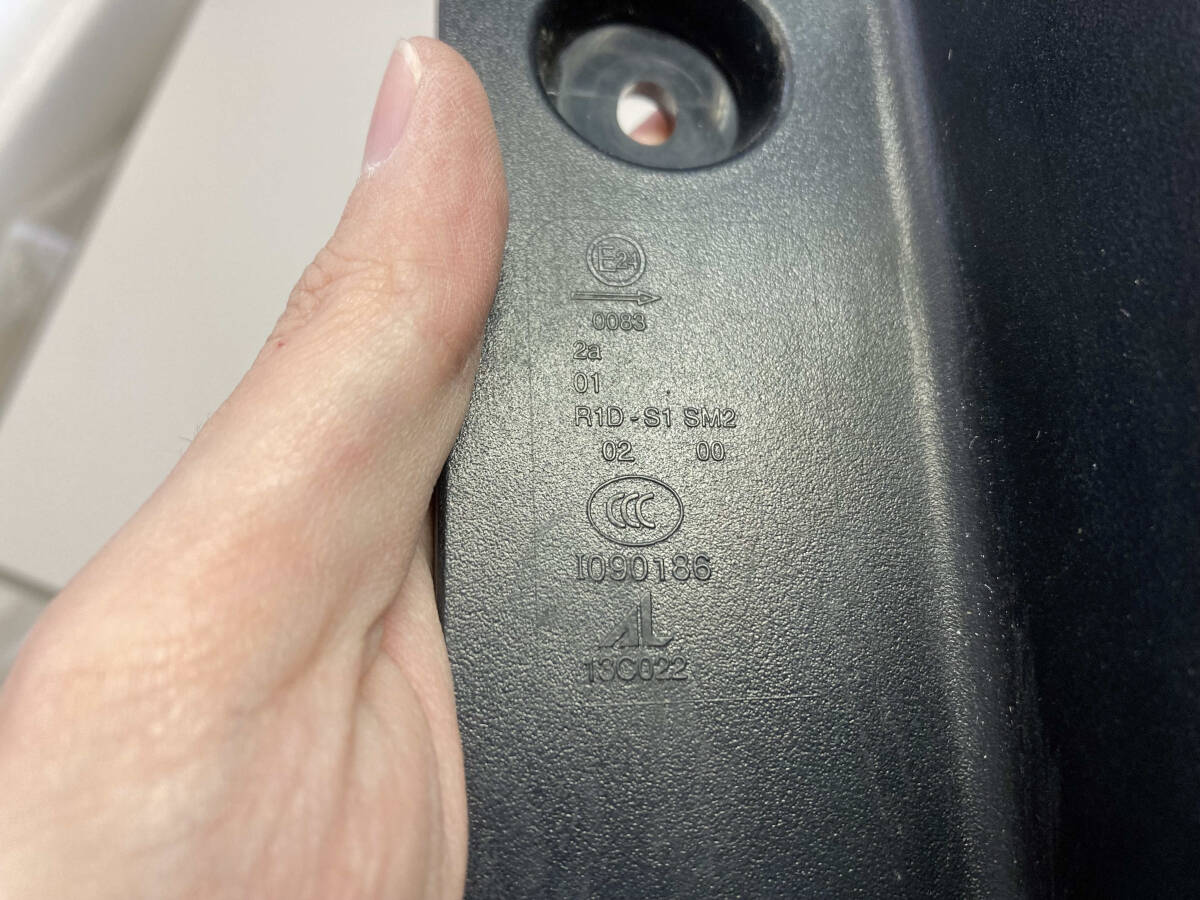 E24
0083
2a
01
R1D-S1 SM2
02 00
CCC
I090186
AL
13C022